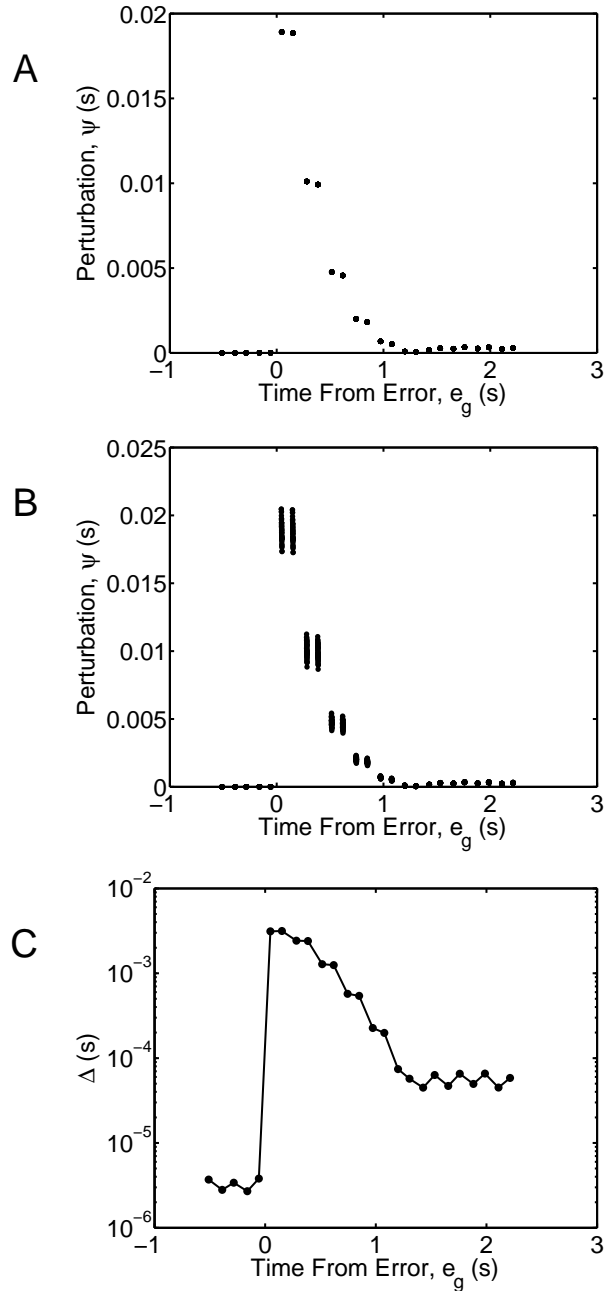 A
Perturbation, ψ (s)
0.02
0.015
0.01
0.005
0
−1 0 1 2 3
Time From Error, e_g (s)
B
Perturbation, ψ (s)
0.025
0.02
0.015
0.01
0.005
0
−1 0 1 2 3
Time From Error, e_g (s)
C
Δ (s)
10^−2
10^−3
10^−4
10^−5
10^−6
−1 0 1 2 3
Time From Error, e_g (s)